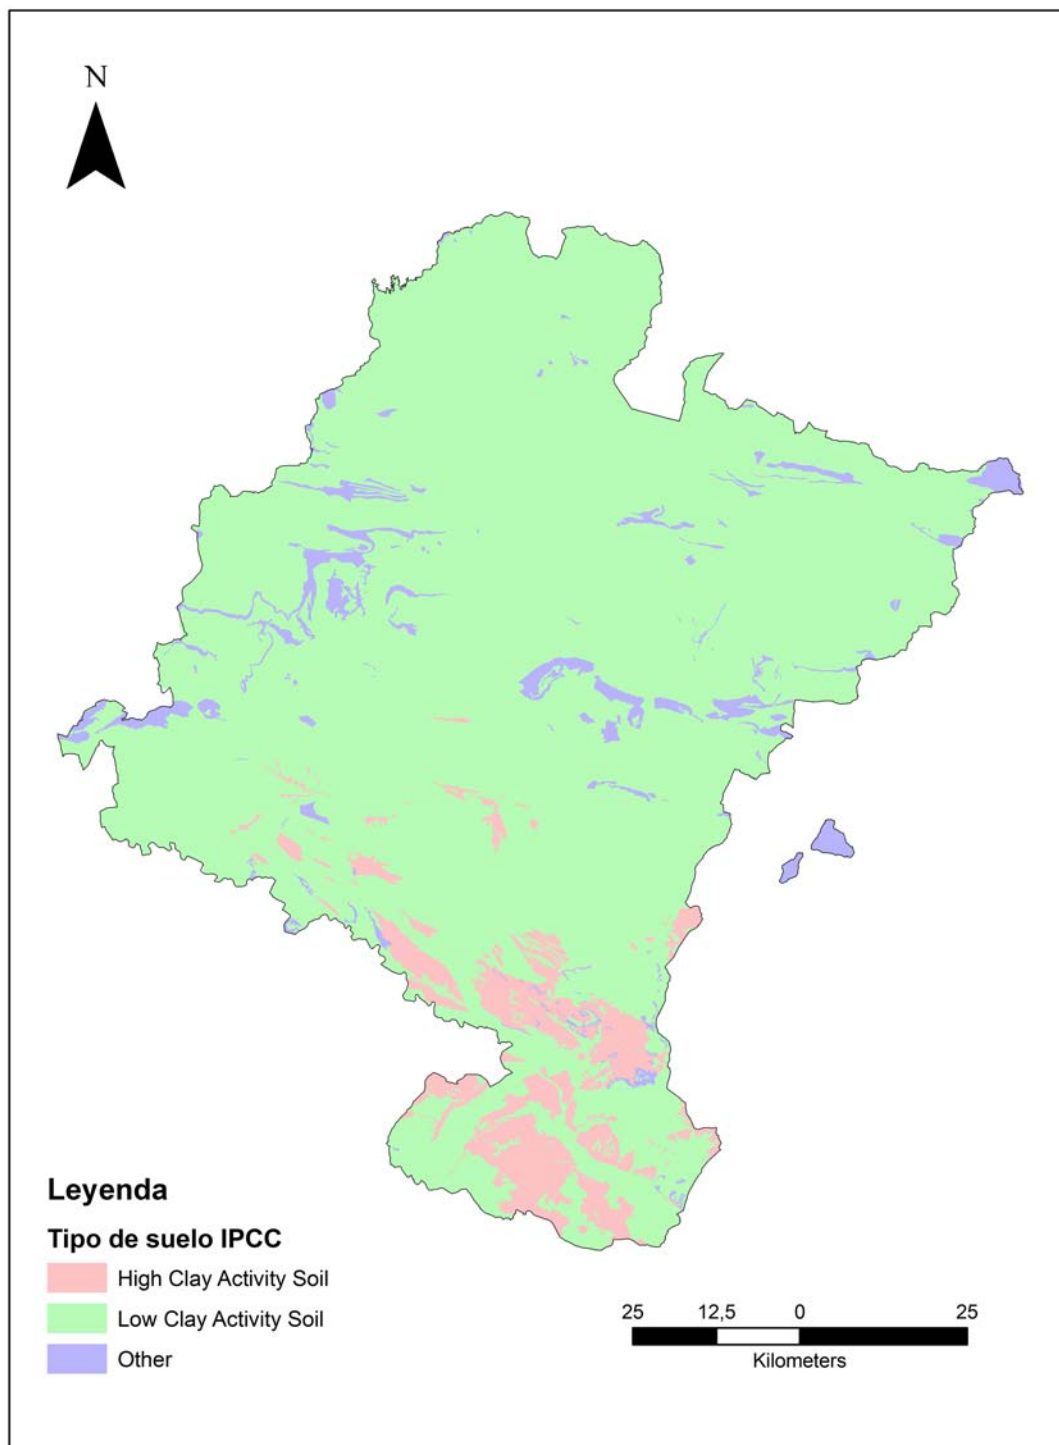 N
Leyenda
Tipo de suelo IPCC
High Clay Activity Soil
Low Clay Activity Soil
Other
25 12,5 0 25
Kilometers